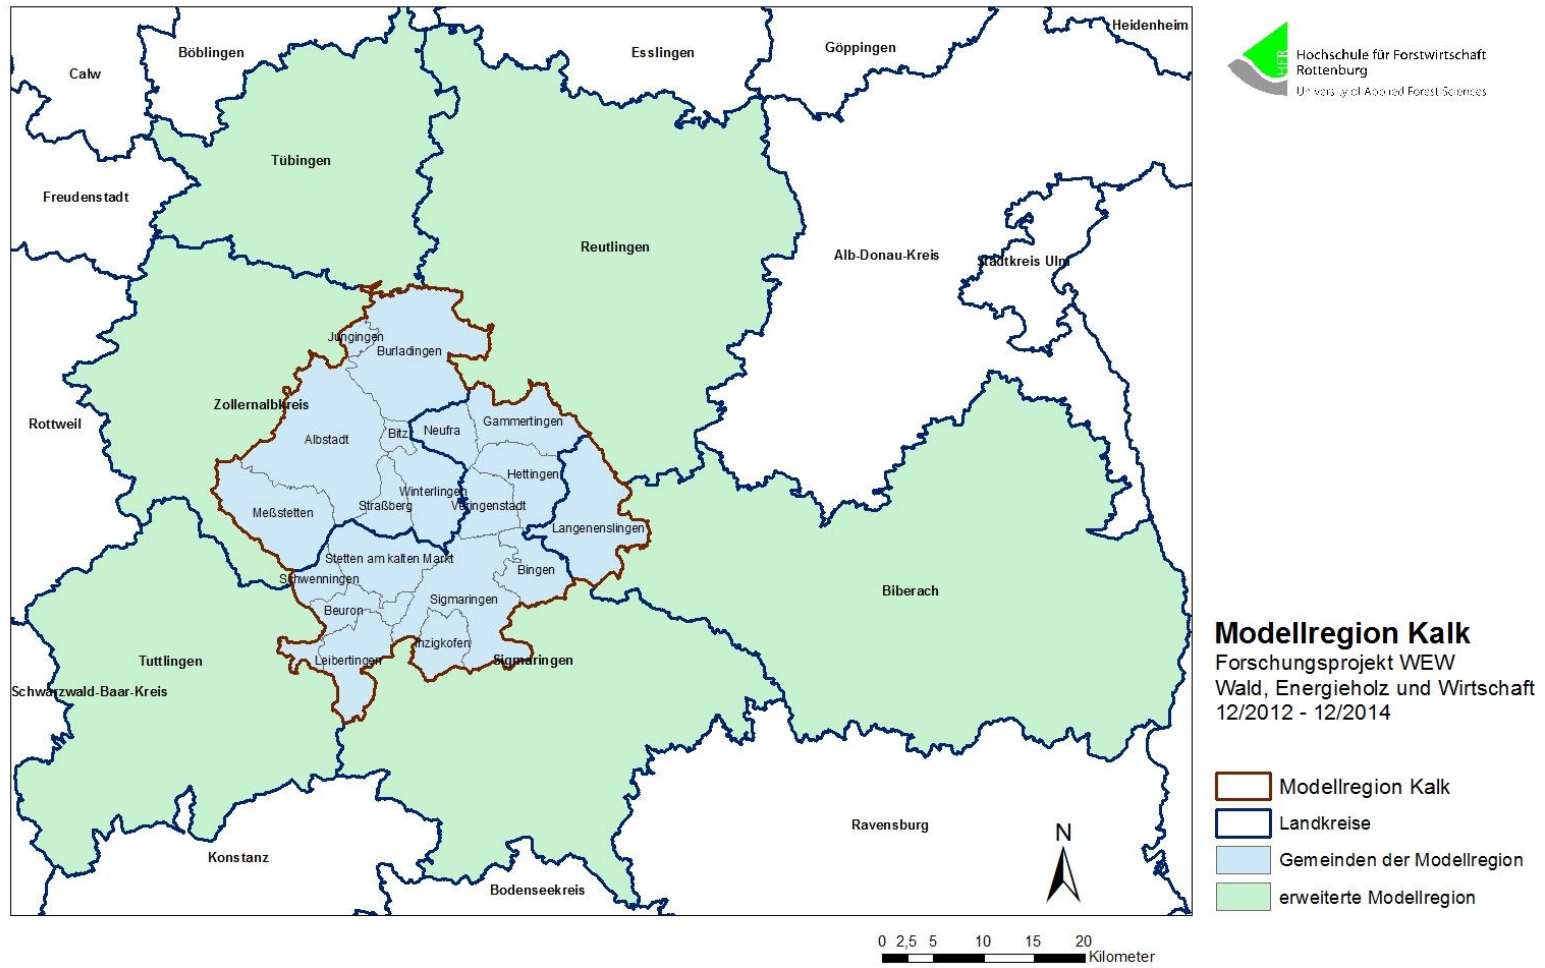 Heidenheim
Böblingen
Esslingen
Göppingen
Calw
Tübingen
Freudenstadt
Reutlingen
Alb-Donau-Kreis
Stadtkreis Ulm
Jungingen
Burladingen
Zollernalbkreis
Rottweil
Gammertingen
Neufra
Bitz
Albstadt
Hettingen
Winterlingen
Veringenstadt
Straßberg
Meßstetten
Langenenslingen
Stetten am kalten Markt
Bingen
Schwenningen
Biberach
Sigmaringen
Beuron
Inzigkofen
Leibertingen
Sigmaringen
Tuttlingen
Schwarzwald-Baar-Kreis
Ravensburg
Konstanz
Bodenseekreis
N
0 2,5 5 10 15 20
Kilometer
HFR
Hochschule für Forstwirtschaft
Rottenburg
University of Applied Forest Sciences
Modellregion Kalk
Forschungsprojekt WEW
Wald, Energieholz und Wirtschaft
12/2012 - 12/2014
Modellregion Kalk
Landkreise
Gemeinden der Modellregion
erweiterte Modellregion